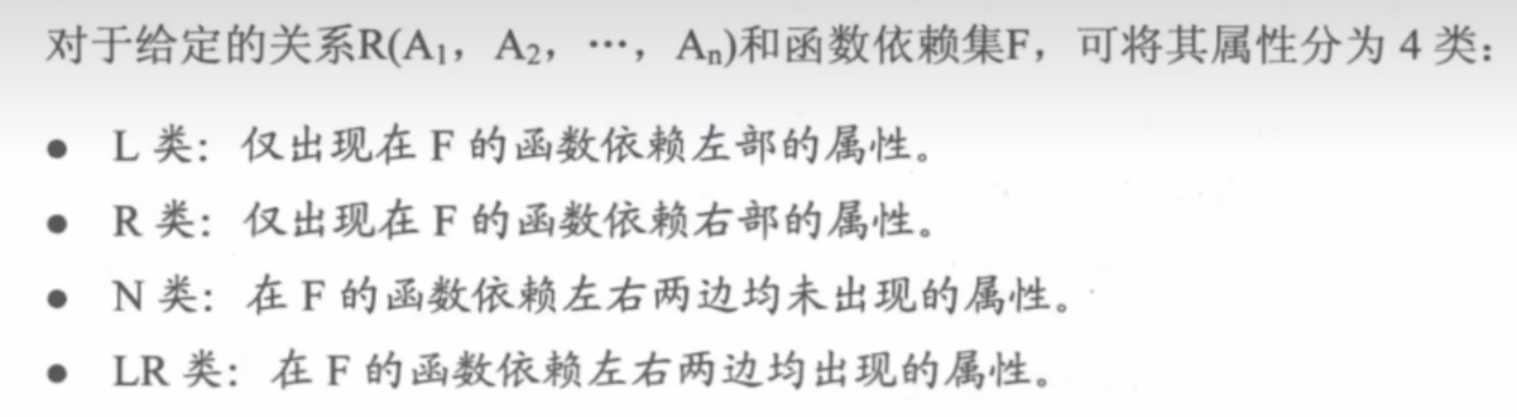 对于给定的关系R(A₁，A₂，…，Aₙ)和函数依赖集F，可将其属性分为 4 类：
● L 类：仅出现在 F 的函数依赖左部的属性。
● R 类：仅出现在 F 的函数依赖右部的属性。
● N 类：在 F 的函数依赖左右两边均未出现的属性。
● LR 类：在 F 的函数依赖左右两边均出现的属性。